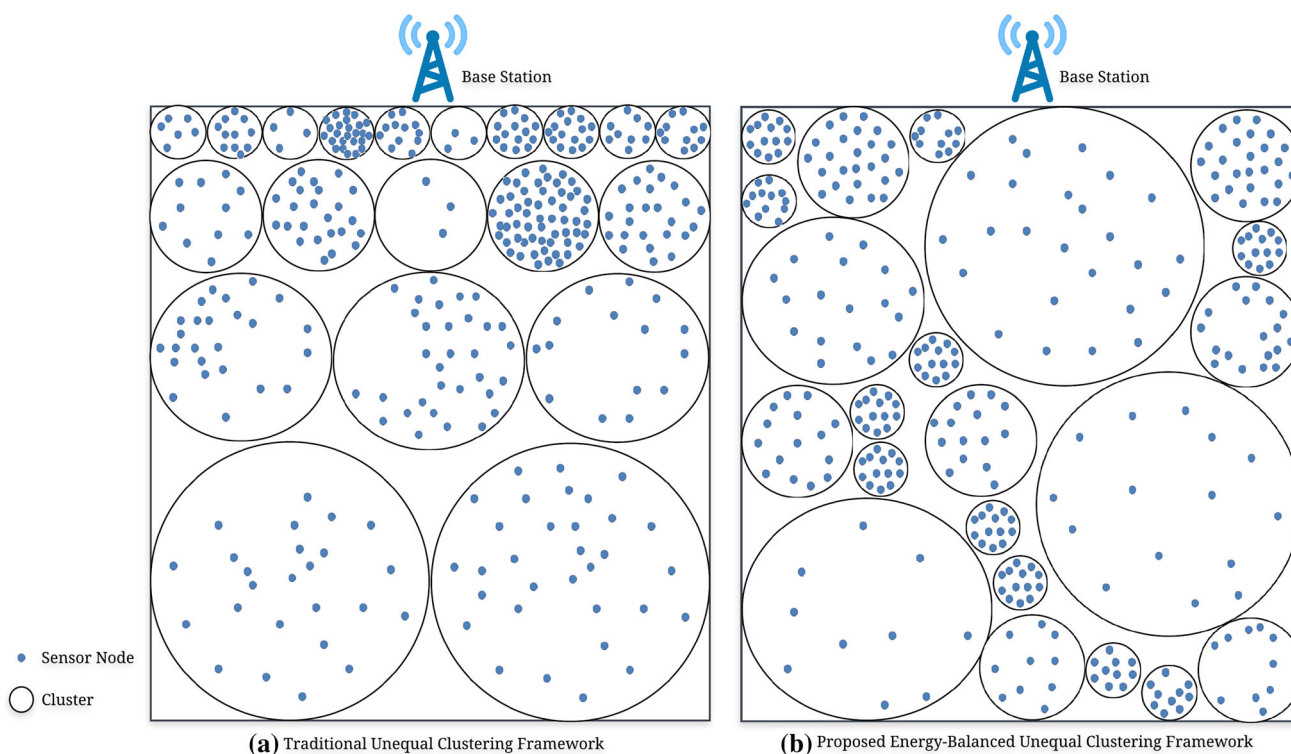 Base Station
Base Station
Sensor Node
Cluster
(a) Traditional Unequal Clustering Framework
(b) Proposed Energy-Balanced Unequal Clustering Framework